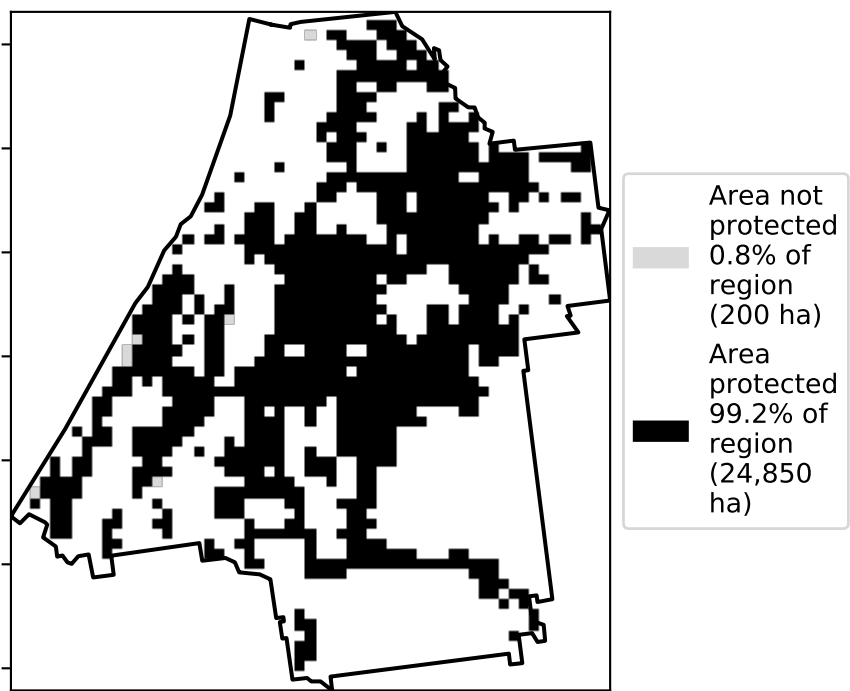 Area not
protected
0.8% of
region
(200 ha)
Area
protected
99.2% of
region
(24,850
ha)